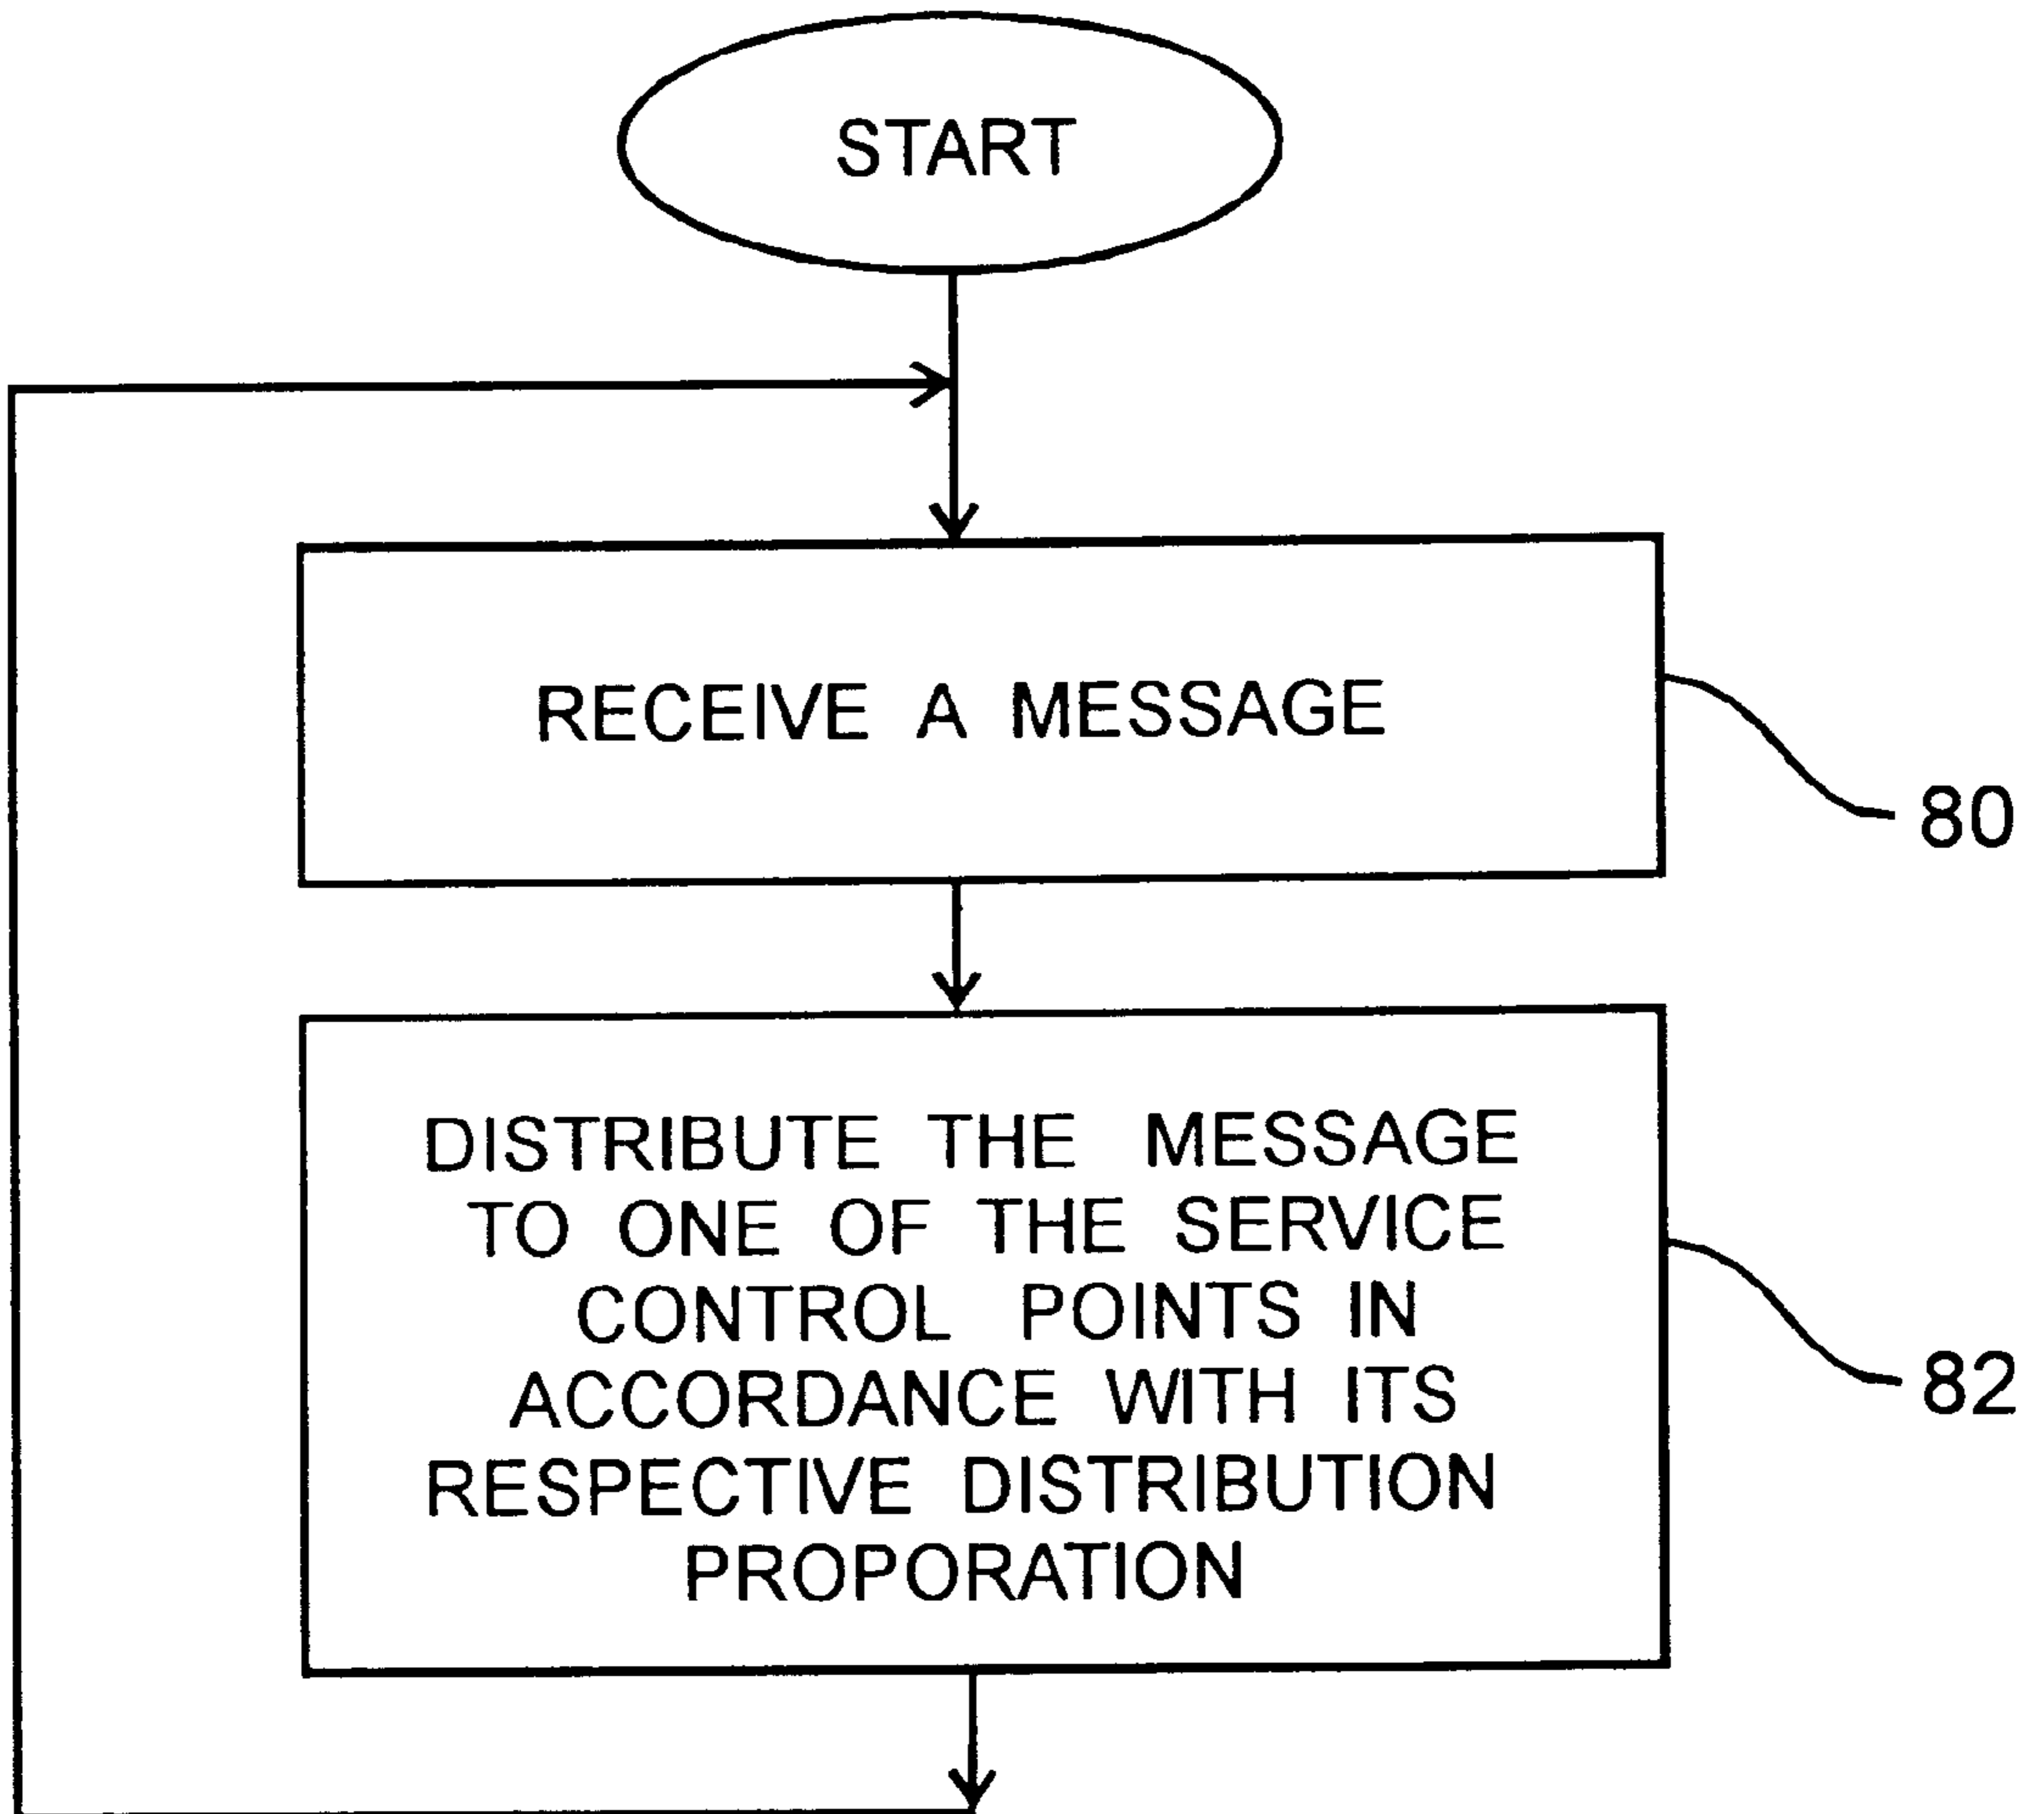 START
RECEIVE A MESSAGE
80
DISTRIBUTE THE MESSAGE
TO ONE OF THE SERVICE
CONTROL POINTS IN
ACCORDANCE WITH ITS
RESPECTIVE DISTRIBUTION
PROPORATION
82